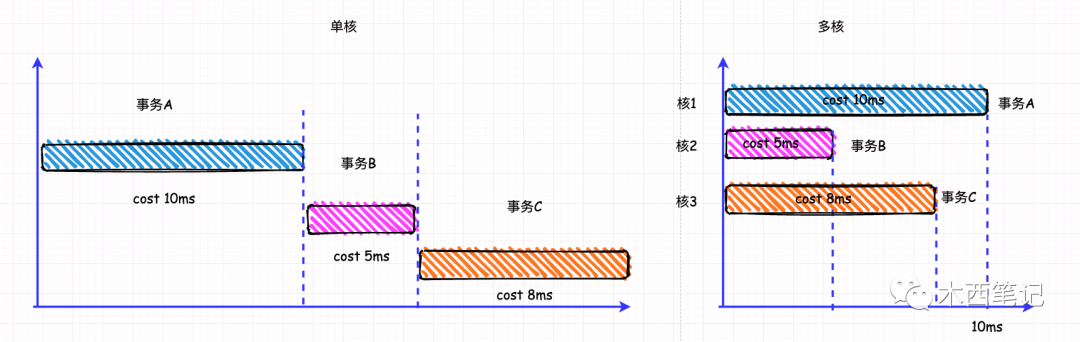 单核
事务A
cost 10ms
事务B
cost 5ms
事务C
cost 8ms
多核
核1
cost 10ms
事务A
核2
cost 5ms
事务B
核3
cost 8ms
事务C
木西笔记
10ms